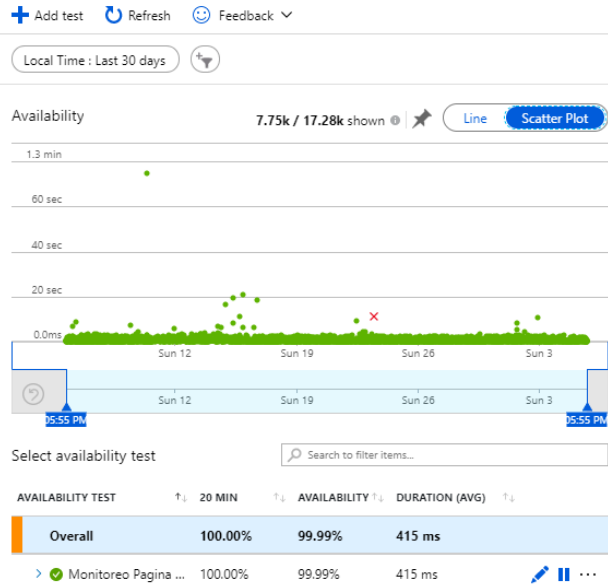 Add test Refresh Feedback
Local Time : Last 30 days
Availability 7.75k / 17.28k shown Line Scatter Plot
1.3 min
60 sec
40 sec
20 sec
0.0ms
Sun 12 Sun 19 Sun 26 Sun 3
Sun 12 Sun 19 Sun 26 Sun 3
05:55 PM 05:55 PM
Select availability test Search to filter items...
AVAILABILITY TEST 20 MIN AVAILABILITY DURATION (AVG)
Overall 100.00% 99.99% 415 ms
Monitoreo Pagina ... 100.00% 99.99% 415 ms